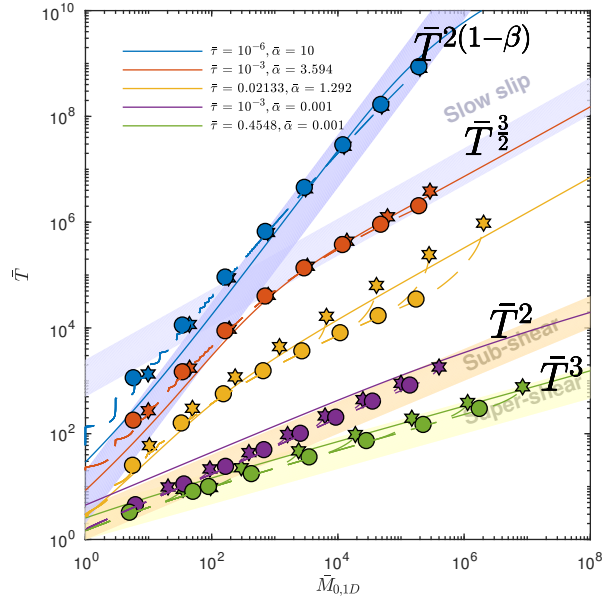 10^10
10^8
10^6
10^4
10^2
10^0
T̄
τ̄ = 10^-6, ᾱ = 10
τ̄ = 10^-3, ᾱ = 3.594
τ̄ = 0.02133, ᾱ = 1.292
τ̄ = 10^-3, ᾱ = 0.001
τ̄ = 0.4548, ᾱ = 0.001
T̄^2(1−β)
Slow slip
T̄^3/2
T̄^2
Sub-shear
T̄^3
Super-shear
10^0 10^2 10^4 10^6 10^8
M̄_0,1D